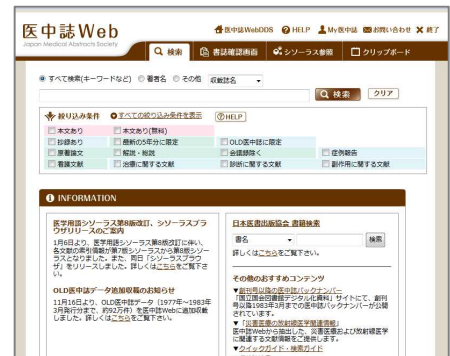 医中誌Web
Japan Medical Abstracts Society
医中誌WebDDS HELP My医中誌 お問い合わせ 終了
検索 書誌確認画面 シソーラス参照 クリップボード
すべて検索(キーワードなど) 著者名 その他 収載誌名
検索 クリア
絞り込み条件 すべての絞り込み条件を表示 HELP
本文あり 本文あり(無料)
抄録あり 最新の5年分に限定 OLD医中誌に限定
原著論文 解説・総説 会議録除く 症例報告
看護文献 治療に関する文献 診断に関する文献 副作用に関する文献
INFORMATION
医学用語シソーラス第8版改訂、シソーラスブラ
ウザリリースのご案内
1月6日より、医学用語シソーラス第8版改訂に伴い、
各文献の索引情報が第7版シソーラスから第8版シソー
ラスとなりました。また、同日「シソーラスブラウ
ザ」をリリースしました。詳しくはこちらをご覧下さ
い。
OLD医中誌データ追加収載のお知らせ
11月16日より、OLD医中誌データ（1977年～1983年
3月発行分まで、約92万件）を医中誌Webに追加収載
しました。詳しくはこちらをご覧下さい。
日本医書出版協会 書籍検索
書名 検索
詳しくはこちらをご覧下さい。
その他のおすすめコンテンツ
▼創刊号以降の医中誌バックナンバー
「国立国会図書館デジタル化資料」サイトにて、創刊
号以降1983年3月までの医中誌バックナンバーが公開
されています。
▼「災害医療の放射線医学関連情報」
医中誌Webから抽出した、災害医療および放射線医学
に関連する文献情報をご提供します。
▼クイックガイド・検索ガイド